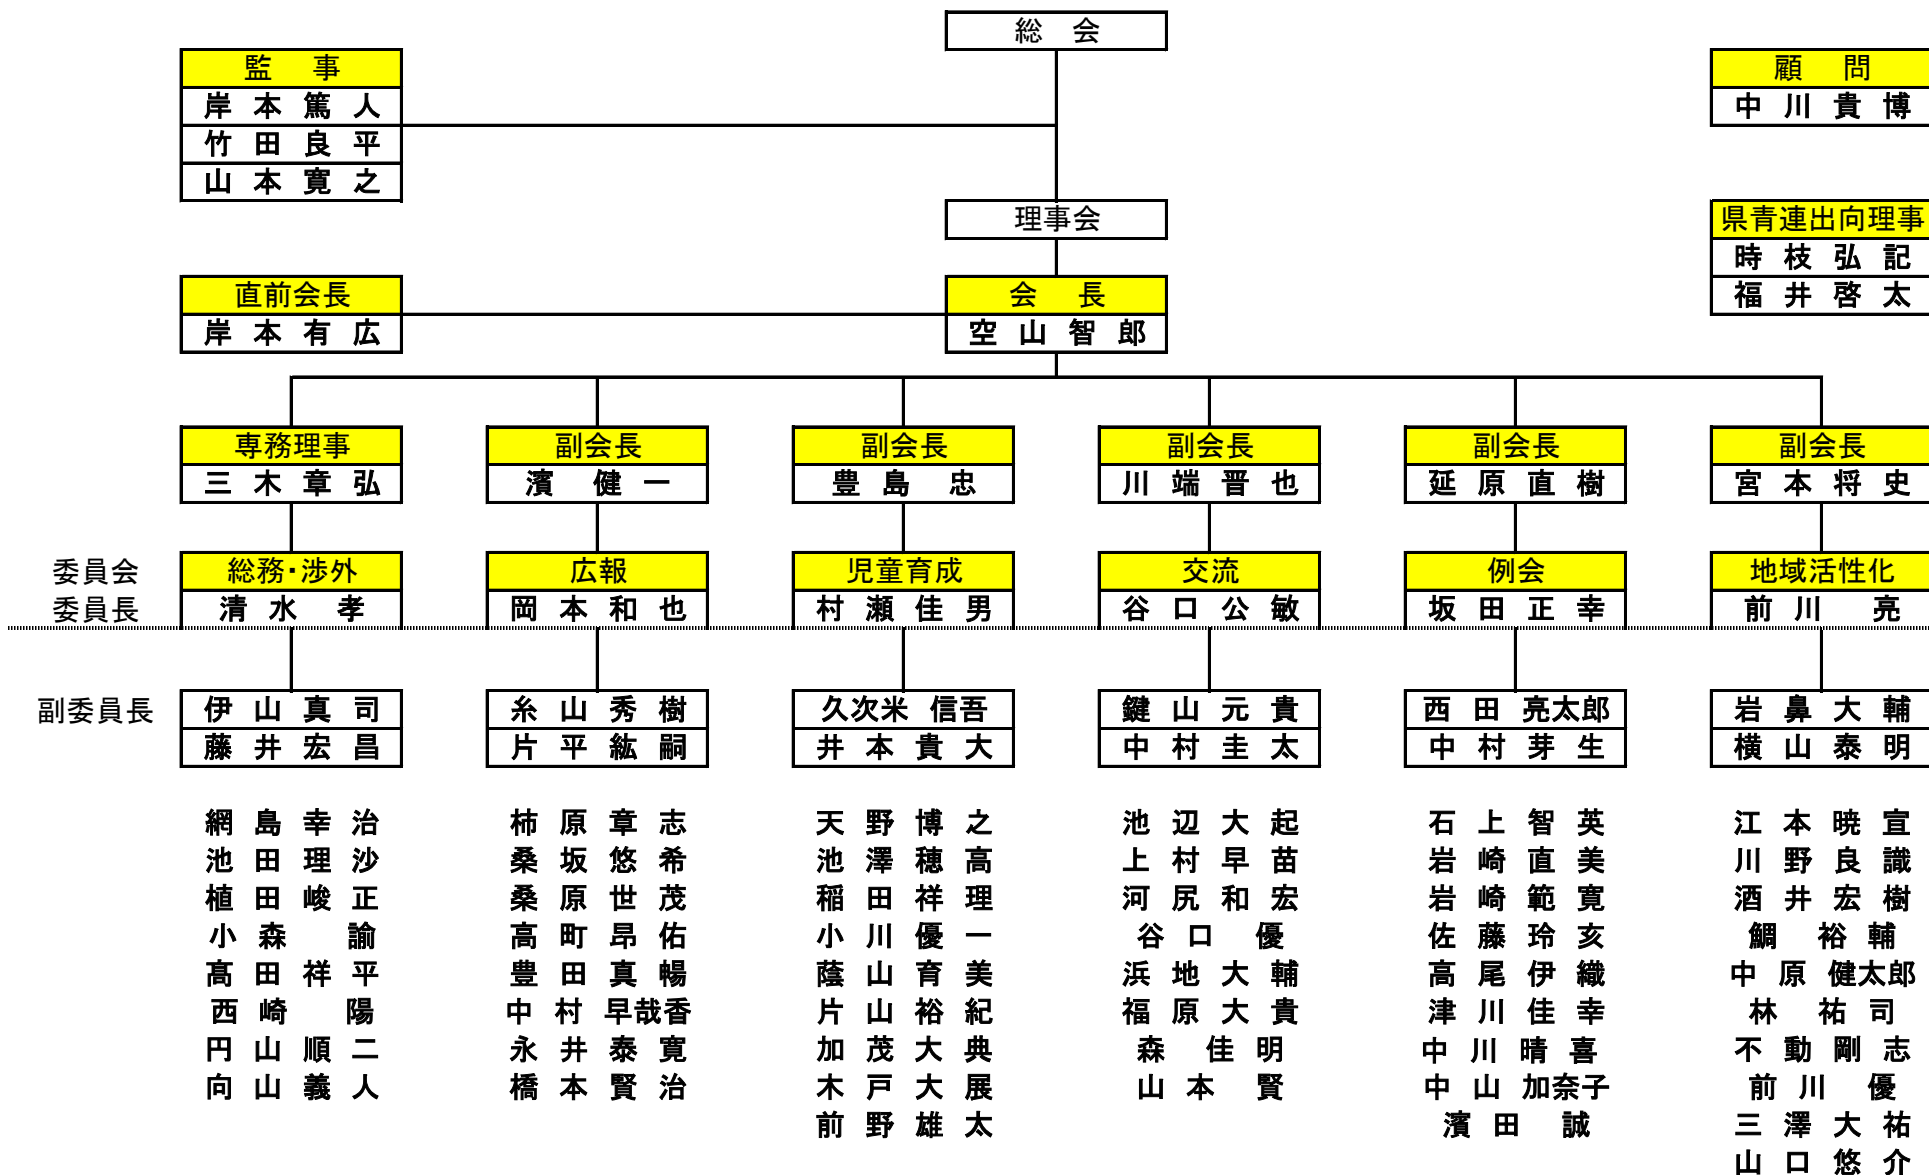 総 会
監 事
岸 本 篤 人
竹 田 良 平
山 本 寛 之
顧 問
中 川 貴 博
理事会
県青連出向理事
時 枝 弘 記
福 井 啓 太
直前会長
岸 本 有 広
会 長
空 山 智 郎
専務理事 副会長 副会長 副会長 副会長 副会長
三 木 章 弘 濱 健 一 豊 島 忠 川 端 晋 也 延 原 直 樹 宮 本 将 史
委員会 総務・渉外 広報 児童育成 交流 例会 地域活性化
委員長 清 水 孝 岡 本 和 也 村 瀬 佳 男 谷 口 公 敏 坂 田 正 幸 前 川 亮
副委員長 伊 山 真 司 糸 山 秀 樹 久次米 信吾 鍵 山 元 貴 西 田 亮太郎 岩 鼻 大 輔
藤 井 宏 昌 片 平 紘 嗣 井 本 貴 大 中 村 圭 太 中 村 芽 生 横 山 泰 明
網 島 幸 治 柿 原 章 志 天 野 博 之 池 辺 大 起 石 上 智 英 江 本 暁 宣
池 田 理 沙 桑 坂 悠 希 池 澤 穂 高 上 村 早 苗 岩 崎 直 美 川 野 良 識
植 田 峻 正 桑 原 世 茂 稲 田 祥 理 河 尻 和 宏 岩 崎 範 寛 酒 井 宏 樹
小 森 諭 高 町 昂 佑 小 川 優 一 谷 口 優 佐 藤 玲 亥 鯛 裕 輔
髙 田 祥 平 豊 田 真 暢 蔭 山 育 美 浜 地 大 輔 高 尾 伊 織 中 原 健太郎
西 崎 陽 中 村 早哉香 片 山 裕 紀 福 原 大 貴 津 川 佳 幸 林 祐 司
円 山 順 二 永 井 泰 寛 加 茂 大 典 森 佳 明 中 川 晴 喜 不 動 剛 志
向 山 義 人 橋 本 賢 治 木 戸 大 展 山 本 賢 中 山 加奈子 前 川 優
前 野 雄 太 濱 田 誠 三 澤 大 祐
山 口 悠 介